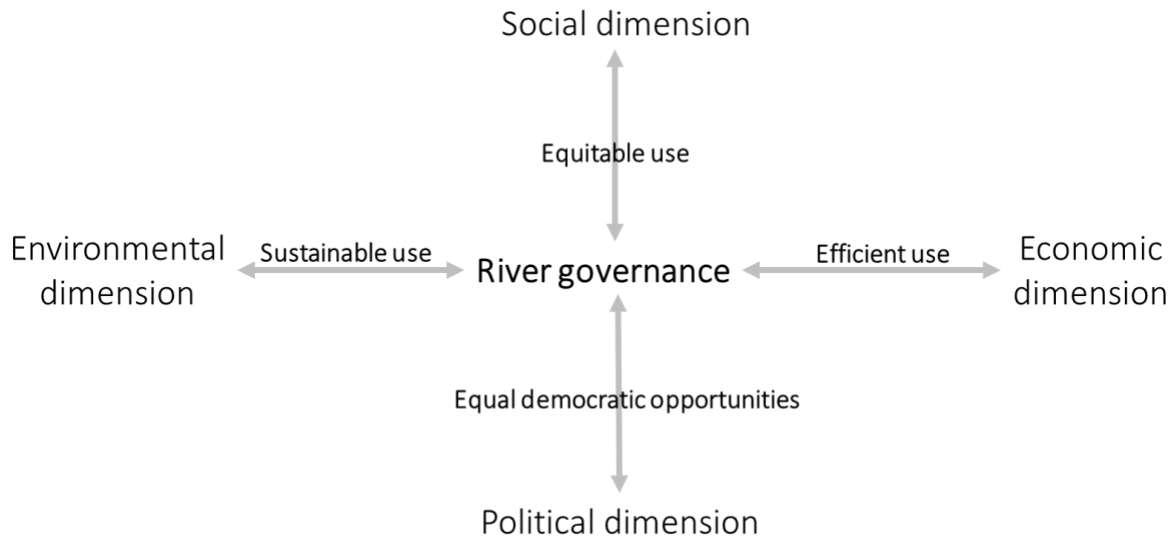 Social dimension
Equitable use
Environmental
dimension
Sustainable use
River governance
Efficient use
Economic
dimension
Equal democratic opportunities
Political dimension